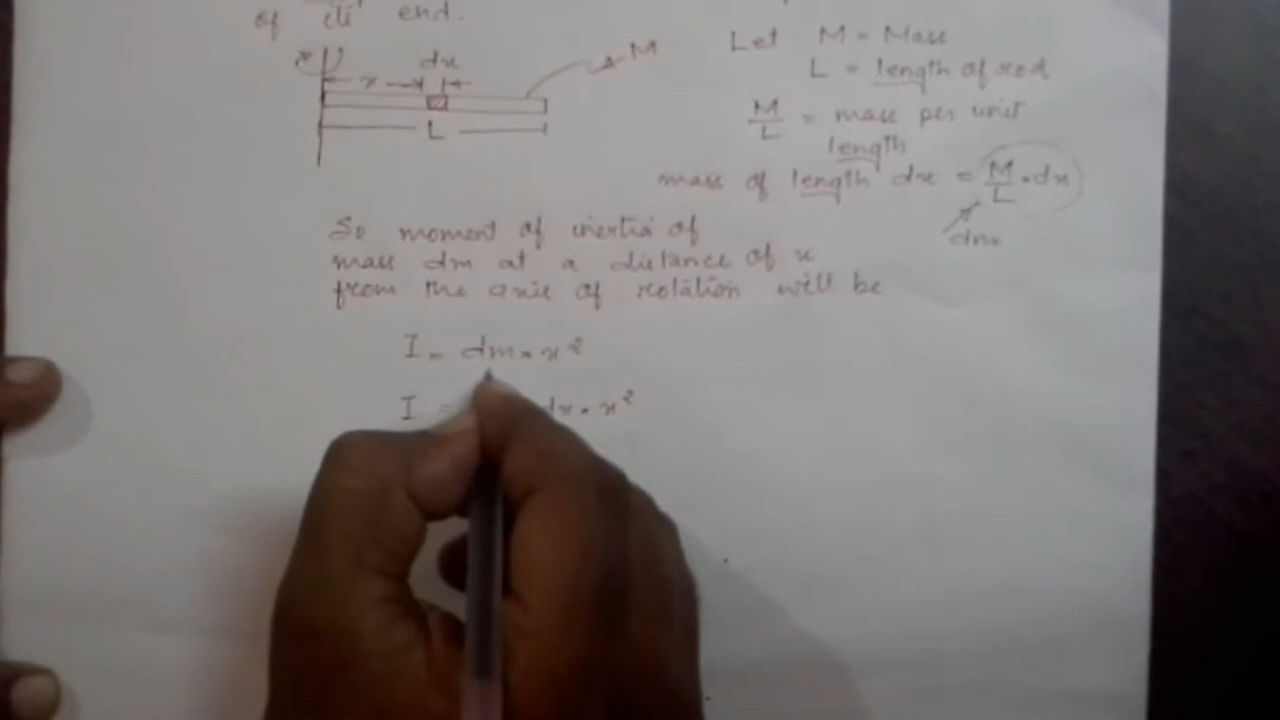 of its end.
dx
M
x
L
Let M = Mass
L = length of rod
M/L = mass per unit
length
mass of length dx = M/L . dx
dm
So moment of inertia of
mass dm at a distance of x
from the axis of rotation will be
I = dm . x²
I = dx . x²